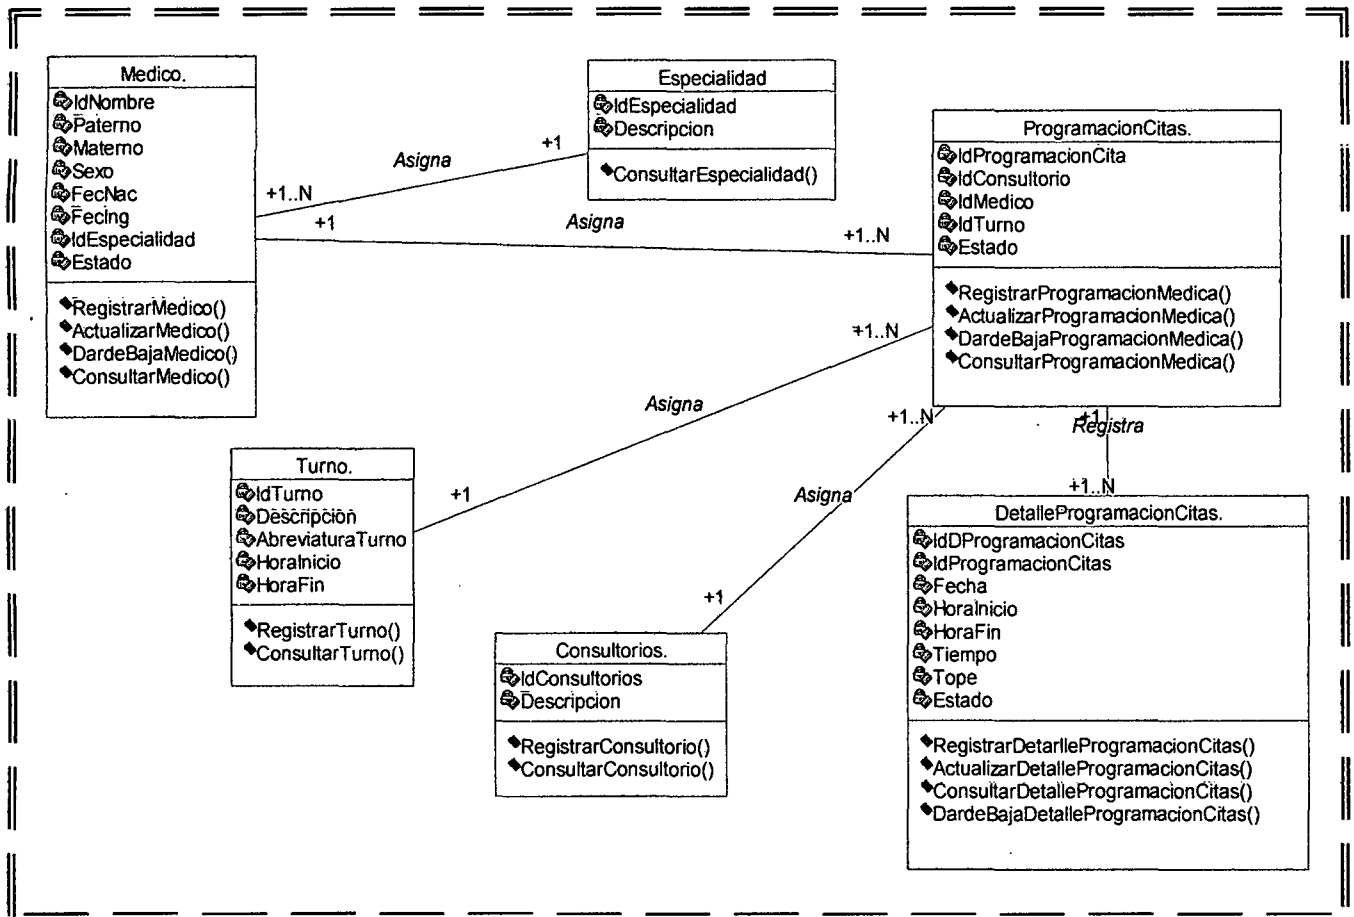 Medico.
IdNombre
Paterno
Materno
Sexo
FecNac
FecIng
IdEspecialidad
Estado
RegistrarMedico()
ActualizarMedico()
DardeBajaMedico()
ConsultarMedico()
Especialidad
IdEspecialidad
Descripcion
ConsultarEspecialidad()
Asigna
+1
+1..N
+1
Asigna
+1..N
ProgramacionCitas.
IdProgramacionCita
IdConsultorio
IdMedico
IdTurno
Estado
RegistrarProgramacionMedica()
ActualizarProgramacionMedica()
DardeBajaProgramacionMedica()
ConsultarProgramacionMedica()
+1..N
Asigna
+1
+1..N
Asigna
+1
+1
Registra
+1..N
Turno.
IdTurno
Descripcion
AbreviaturaTurno
HoraInicio
HoraFin
RegistrarTurno()
ConsultarTurno()
Consultorios.
IdConsultorios
Descripcion
RegistrarConsultorio()
ConsultarConsultorio()
DetalleProgramacionCitas.
IdDProgramacionCitas
IdProgramacionCitas
Fecha
HoraInicio
HoraFin
Tiempo
Tope
Estado
RegistrarDetarlleProgramacionCitas()
ActualizarDetalleProgramacionCitas()
ConsultarDetalleProgramacionCitas()
DardeBajaDetalleProgramacionCitas()